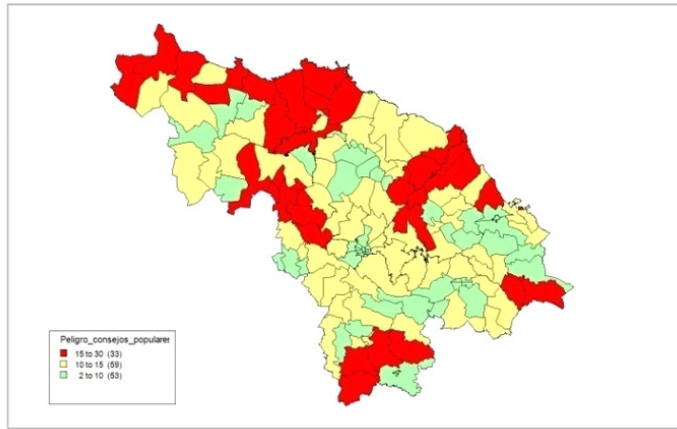 Peligro_consejos_populares
15 to 30 (33)
10 to 15 (59)
2 to 10 (53)